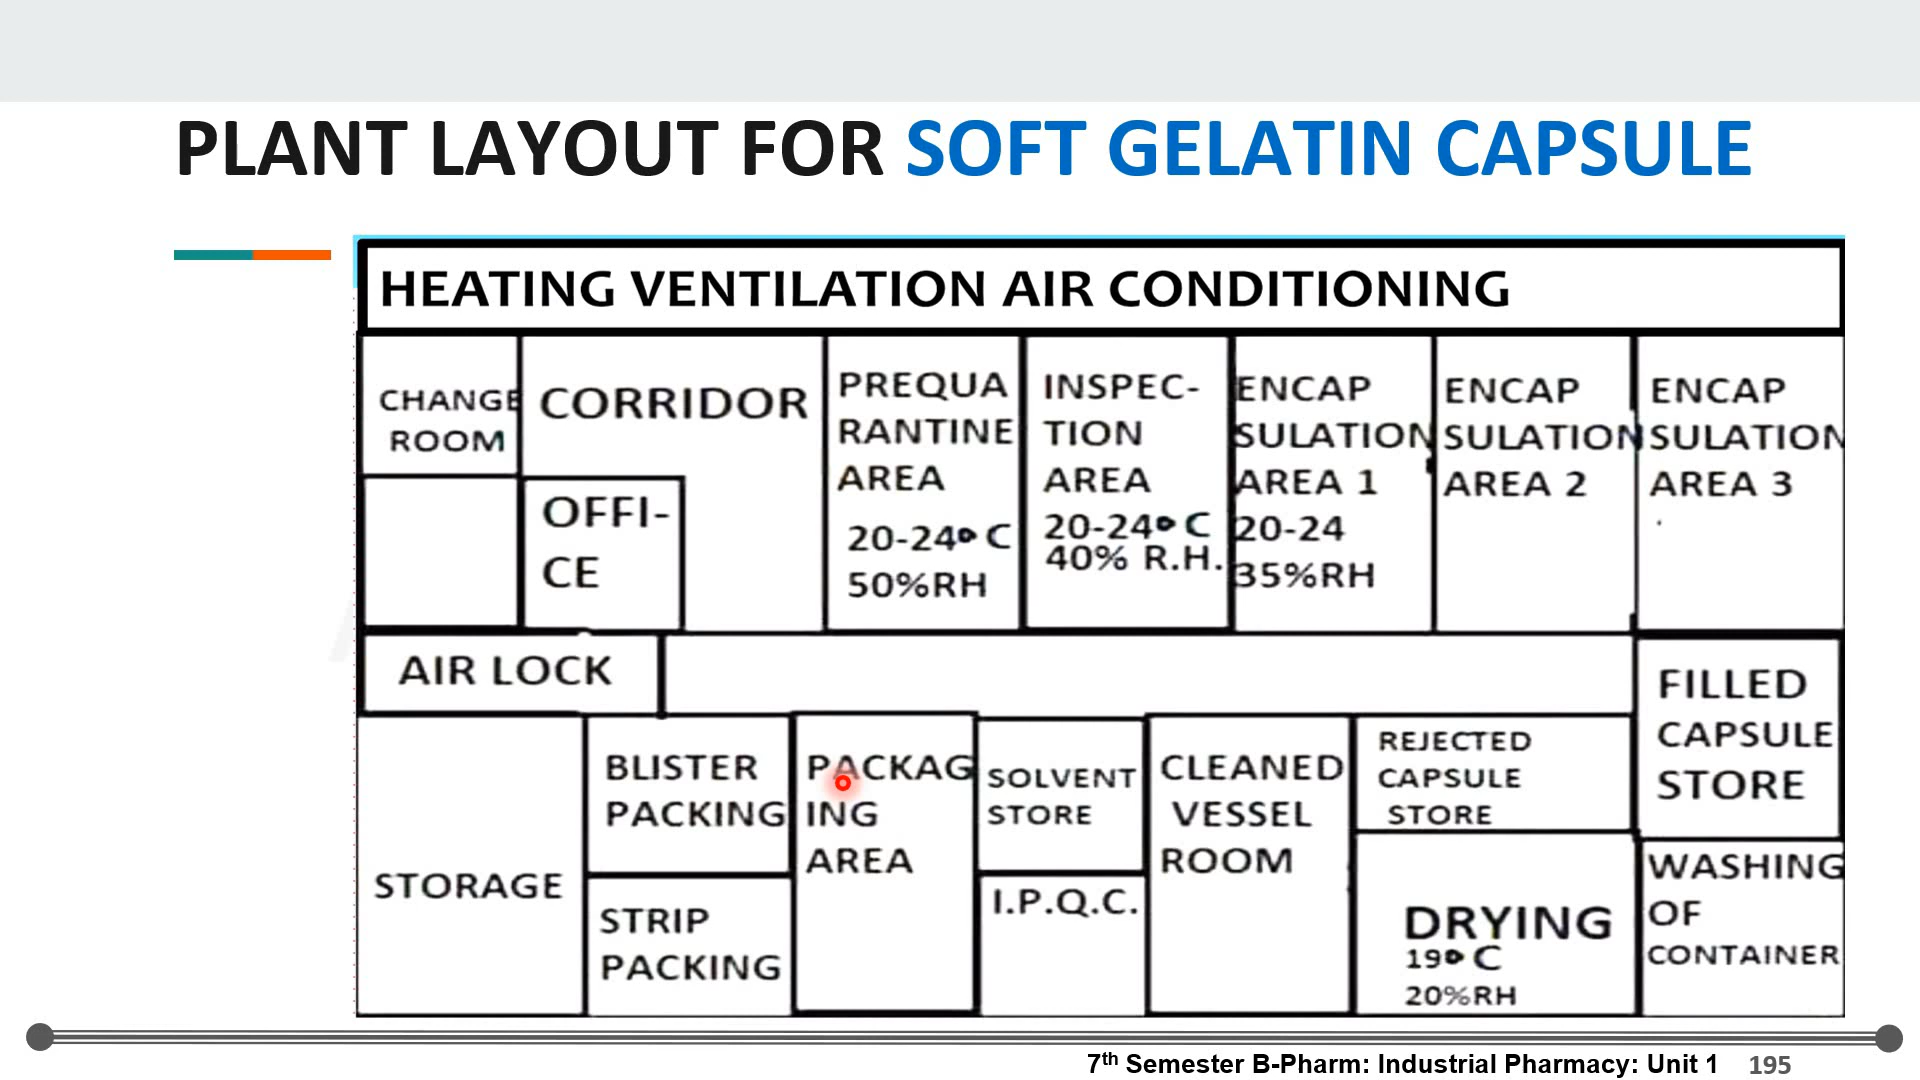 PLANT LAYOUT FOR SOFT GELATIN CAPSULE
HEATING VENTILATION AIR CONDITIONING
CHANGE
ROOM
CORRIDOR
OFFI-
CE
PREQUA
RANTINE
AREA
20-24° C
50%RH
INSPEC-
TION
AREA
20-24° C
40% R.H.
ENCAP
SULATION
AREA 1
20-24
35%RH
ENCAP
SULATION
AREA 2
ENCAP
SULATION
AREA 3
AIR LOCK
FILLED
CAPSULE
STORE
STORAGE
BLISTER
PACKING
STRIP
PACKING
PACKAG
ING
AREA
SOLVENT
STORE
I.P.Q.C.
CLEANED
VESSEL
ROOM
REJECTED
CAPSULE
STORE
DRYING
19° C
20%RH
WASHING
OF
CONTAINER
7th Semester B-Pharm: Industrial Pharmacy: Unit 1 195